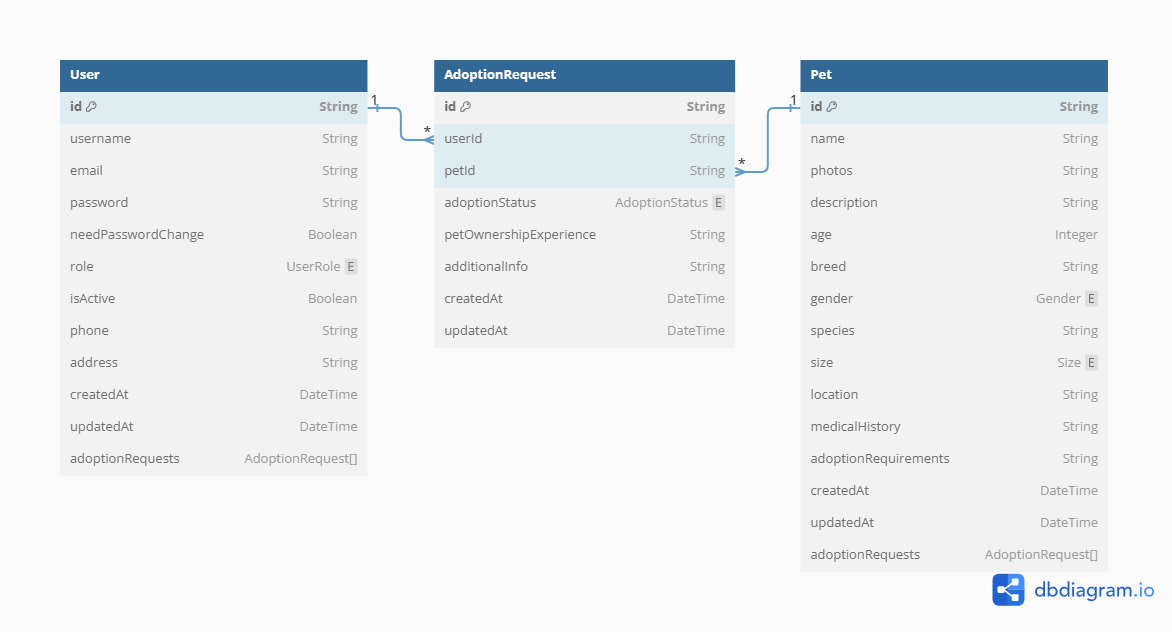 User
id String
username String
email String
password String
needPasswordChange Boolean
role UserRole E
isActive Boolean
phone String
address String
createdAt DateTime
updatedAt DateTime
adoptionRequests AdoptionRequest[]
1
*
AdoptionRequest
id String
userId String
petId String
adoptionStatus AdoptionStatus E
petOwnershipExperience String
additionalInfo String
createdAt DateTime
updatedAt DateTime
*
1
Pet
id String
name String
photos String
description String
age Integer
breed String
gender Gender E
species String
size Size E
location String
medicalHistory String
adoptionRequirements String
createdAt DateTime
updatedAt DateTime
adoptionRequests AdoptionRequest[]
dbdiagram.io